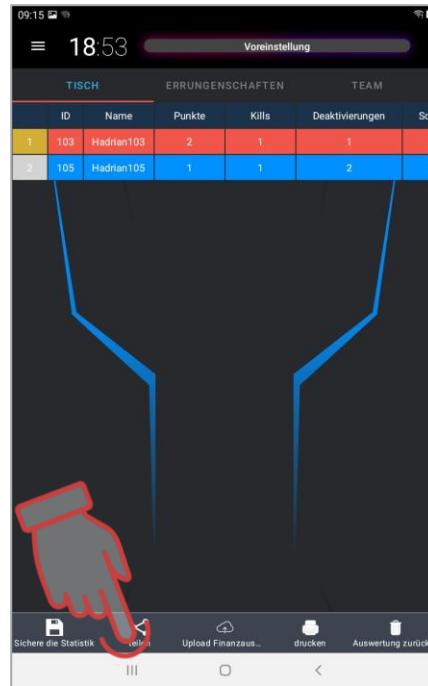 09:15
18:53 Voreinstellung
TISCH ERRUNGENSCHAFTEN TEAM
ID Name Punkte Kills Deaktivierungen
1 103 Hadrian103 2 1 1
2 105 Hadrian105 1 1 2
Sichere die Statistik teilen Upload Finanzaus... drucken Auswertung